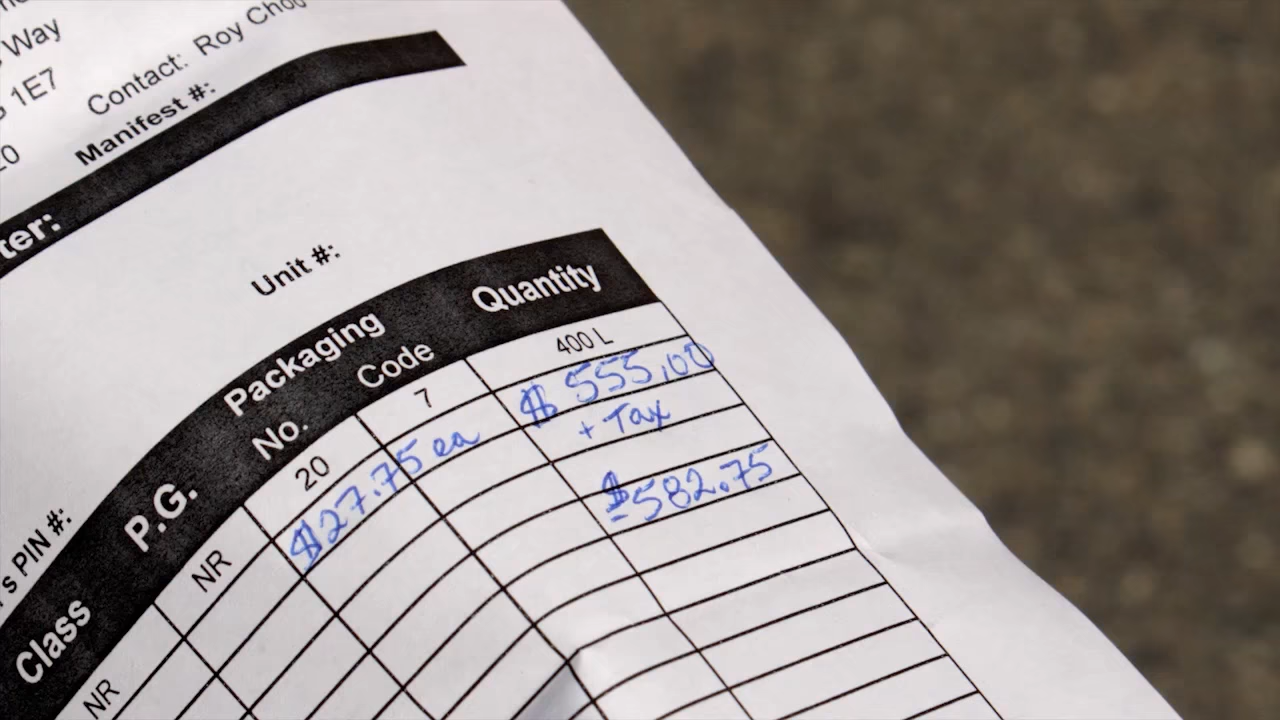 Way
1E7
Contact: Roy
Manifest #:
ter:
Unit #:
s PIN #:
Class P.G. Packaging No. Code Quantity
NR 20 7 400 L
$27.75 ea $555.00
+ Tax
$582.75
NR